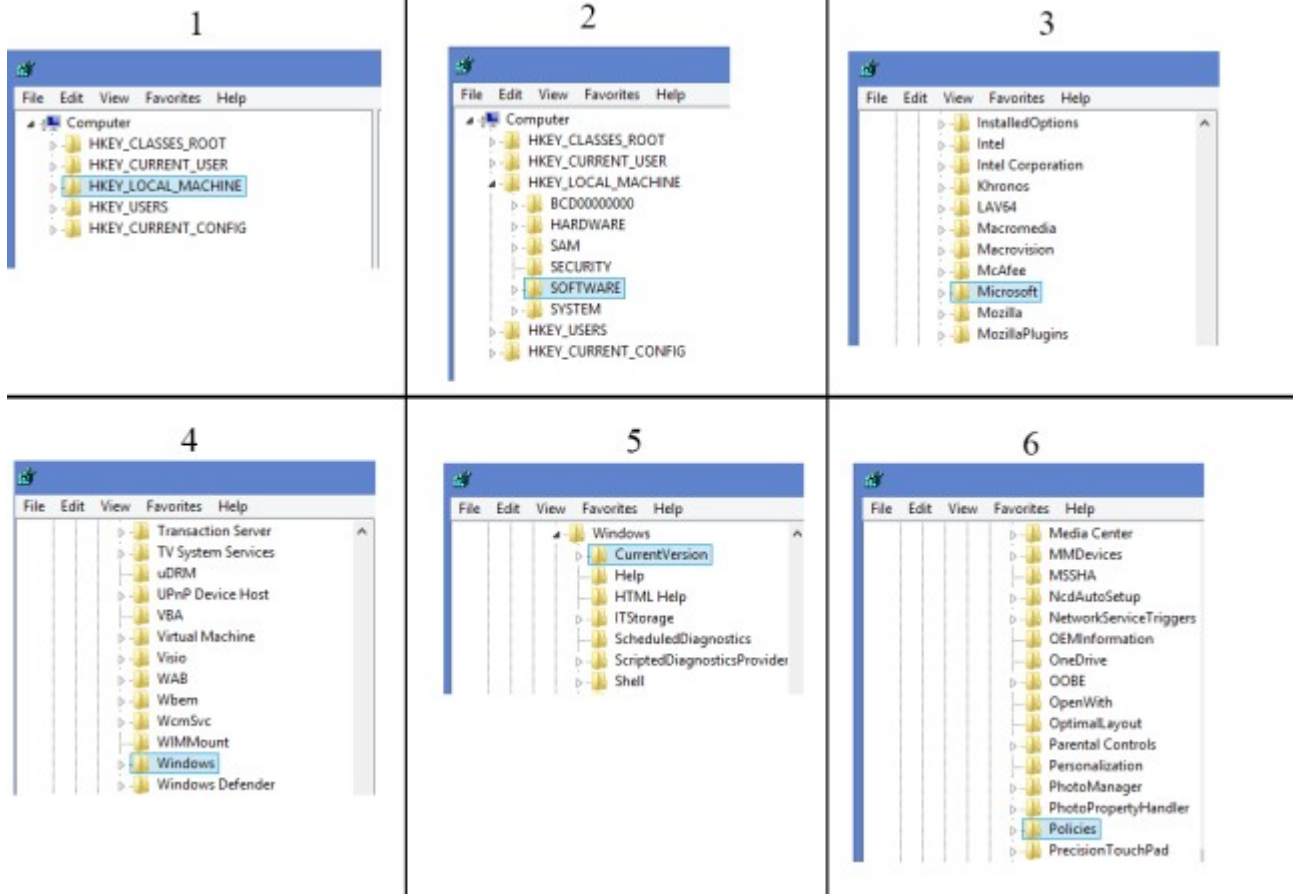 1
File Edit View Favorites Help
Computer
HKEY_CLASSES_ROOT
HKEY_CURRENT_USER
HKEY_LOCAL_MACHINE
HKEY_USERS
HKEY_CURRENT_CONFIG
2
File Edit View Favorites Help
Computer
HKEY_CLASSES_ROOT
HKEY_CURRENT_USER
HKEY_LOCAL_MACHINE
BCD00000000
HARDWARE
SAM
SECURITY
SOFTWARE
SYSTEM
HKEY_USERS
HKEY_CURRENT_CONFIG
3
File Edit View Favorites Help
InstalledOptions
Intel
Intel Corporation
Khronos
LAV64
Macromedia
Macrovision
McAfee
Microsoft
Mozilla
MozillaPlugins
4
File Edit View Favorites Help
Transaction Server
TV System Services
uDRM
UPnP Device Host
VBA
Virtual Machine
Visio
WAB
Wbem
WcmSvc
WIMMount
Windows
Windows Defender
5
File Edit View Favorites Help
Windows
CurrentVersion
Help
HTML Help
ITStorage
ScheduledDiagnostics
ScriptedDiagnosticsProvider
Shell
6
File Edit View Favorites Help
Media Center
MMDevices
MSSHA
NcdAutoSetup
NetworkServiceTriggers
OEMInformation
OneDrive
OOBE
OpenWith
OptimalLayout
Parental Controls
Personalization
PhotoManager
PhotoPropertyHandler
Policies
PrecisionTouchPad